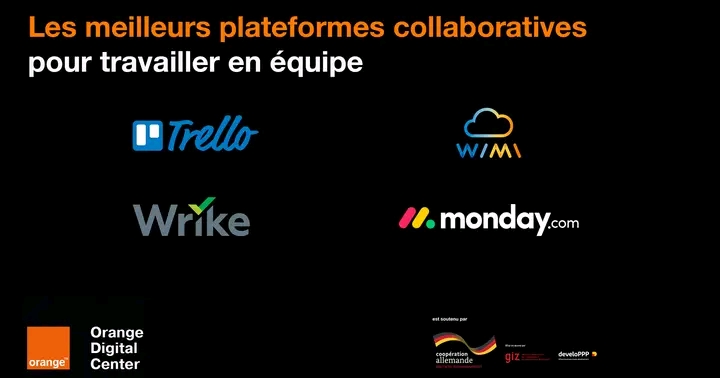 Les meilleurs plateformes collaboratives
pour travailler en équipe
Trello
WIMI
Wrike
monday.com
orange™
Orange
Digital
Center
est soutenu par
coopération
allemande
giz
develoPPP